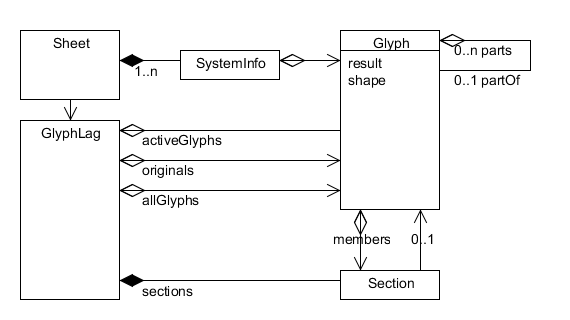 Sheet
1..n
SystemInfo
Glyph
result
shape
0..n parts
0..1 partOf
GlyphLag
activeGlyphs
originals
allGlyphs
members
0..1
sections
Section